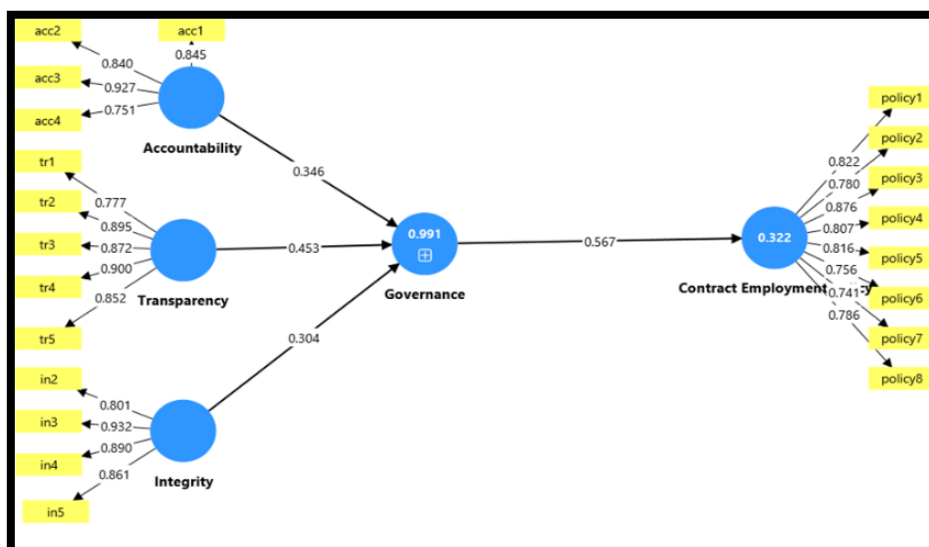 acc2
acc1
0.845
0.840
acc3
0.927
acc4
0.751
Accountability
tr1
0.777
tr2
0.895
tr3
0.872
tr4
0.900
Transparency
0.852
tr5
in2
0.801
in3
0.932
in4
0.890
0.861
Integrity
in5
0.346
0.453
0.304
0.991
Governance
0.567
0.322
Contract Employment
policy1
0.822
policy2
0.780
policy3
0.876
policy4
0.807
0.816
policy5
0.756
policy6
0.741
0.786
policy7
policy8